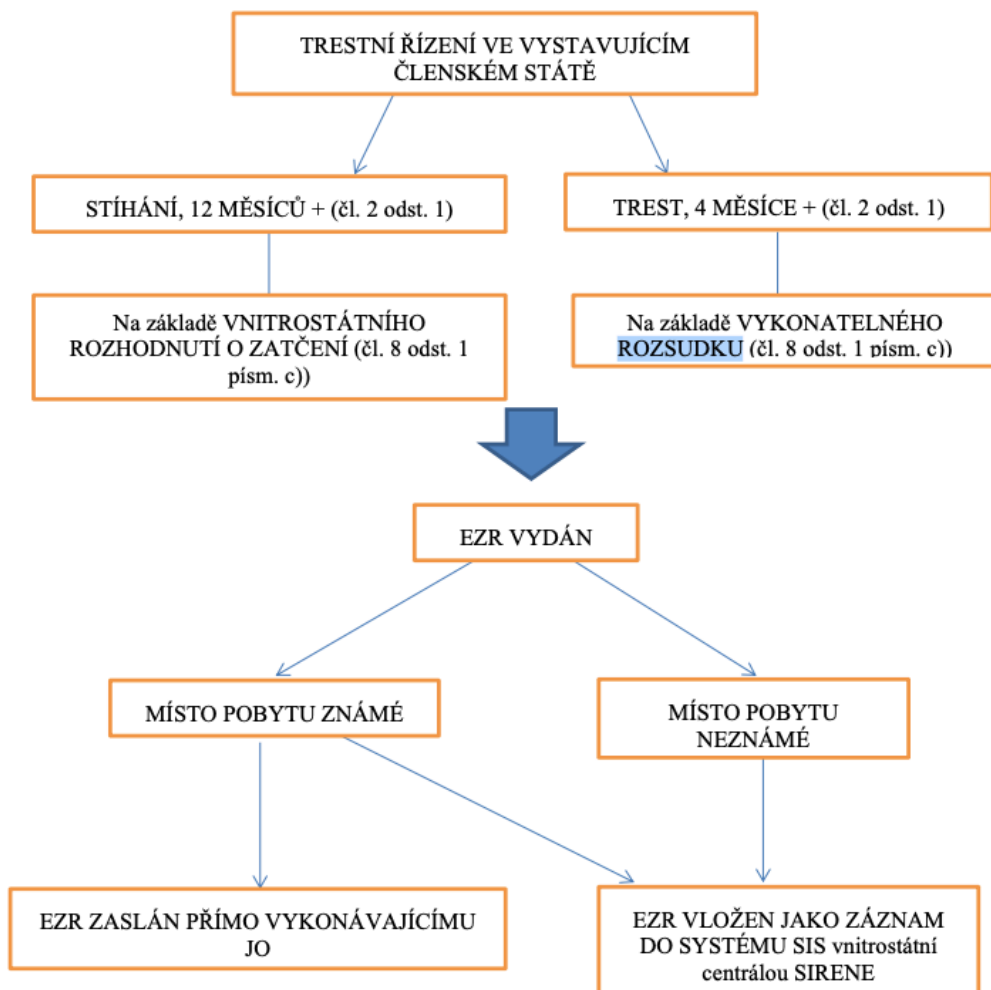 TRESTNÍ ŘÍZENÍ VE VYSTAVUJÍCÍM
ČLENSKÉM STÁTĚ
STÍHÁNÍ, 12 MĚSÍCŮ + (čl. 2 odst. 1)
TREST, 4 MĚSÍCE + (čl. 2 odst. 1)
Na základě VNITROSTÁTNÍHO
ROZHODNUTÍ O ZATČENÍ (čl. 8 odst. 1
písm. c))
Na základě VYKONATELNÉHO
ROZSUDKU (čl. 8 odst. 1 písm. c))
EZR VYDÁN
MÍSTO POBYTU ZNÁMÉ
MÍSTO POBYTU
NEZNÁMÉ
EZR ZASLÁN PŘÍMO VYKONÁVAJÍCÍMU
JO
EZR VLOŽEN JAKO ZÁZNAM
DO SYSTÉMU SIS vnitrostátní
centrálou SIRENE